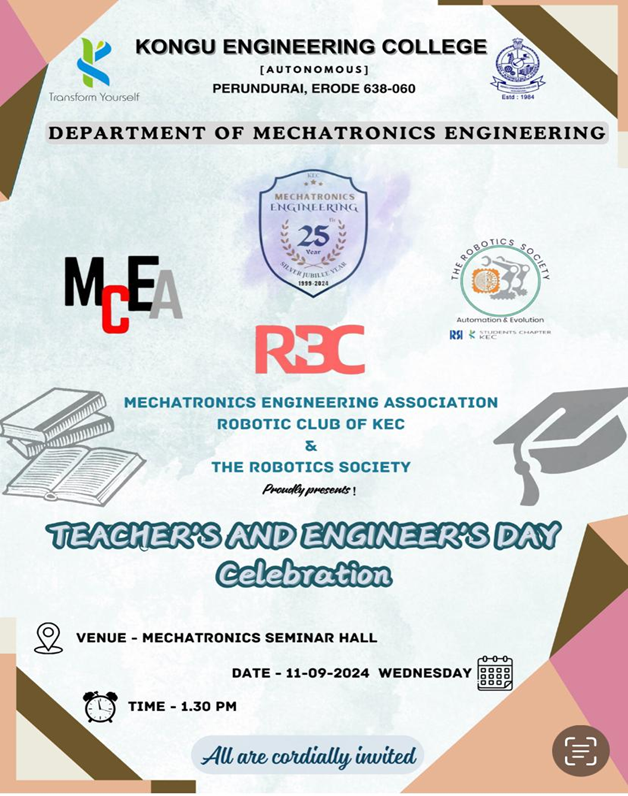 KONGU ENGINEERING COLLEGE
[AUTONOMOUS]
PERUNDURAI, ERODE 638-060
Transform Yourself
Estd : 1984
DEPARTMENT OF MECHATRONICS ENGINEERING
KEC
MECHATRONICS
ENGINEERING
25
Year
SILVER JUBILEE YEAR
1999-2024
MCEA
THE ROBOTICS SOCIETY
Automation & Evolution
RSI STUDENTS CHAPTER
KEC
R3C
MECHATRONICS ENGINEERING ASSOCIATION
ROBOTIC CLUB OF KEC
&
THE ROBOTICS SOCIETY
Proudly presents !
TEACHER'S AND ENGINEER'S DAY
Celebration
VENUE - MECHATRONICS SEMINAR HALL
DATE - 11-09-2024 WEDNESDAY
TIME - 1.30 PM
All are cordially invited